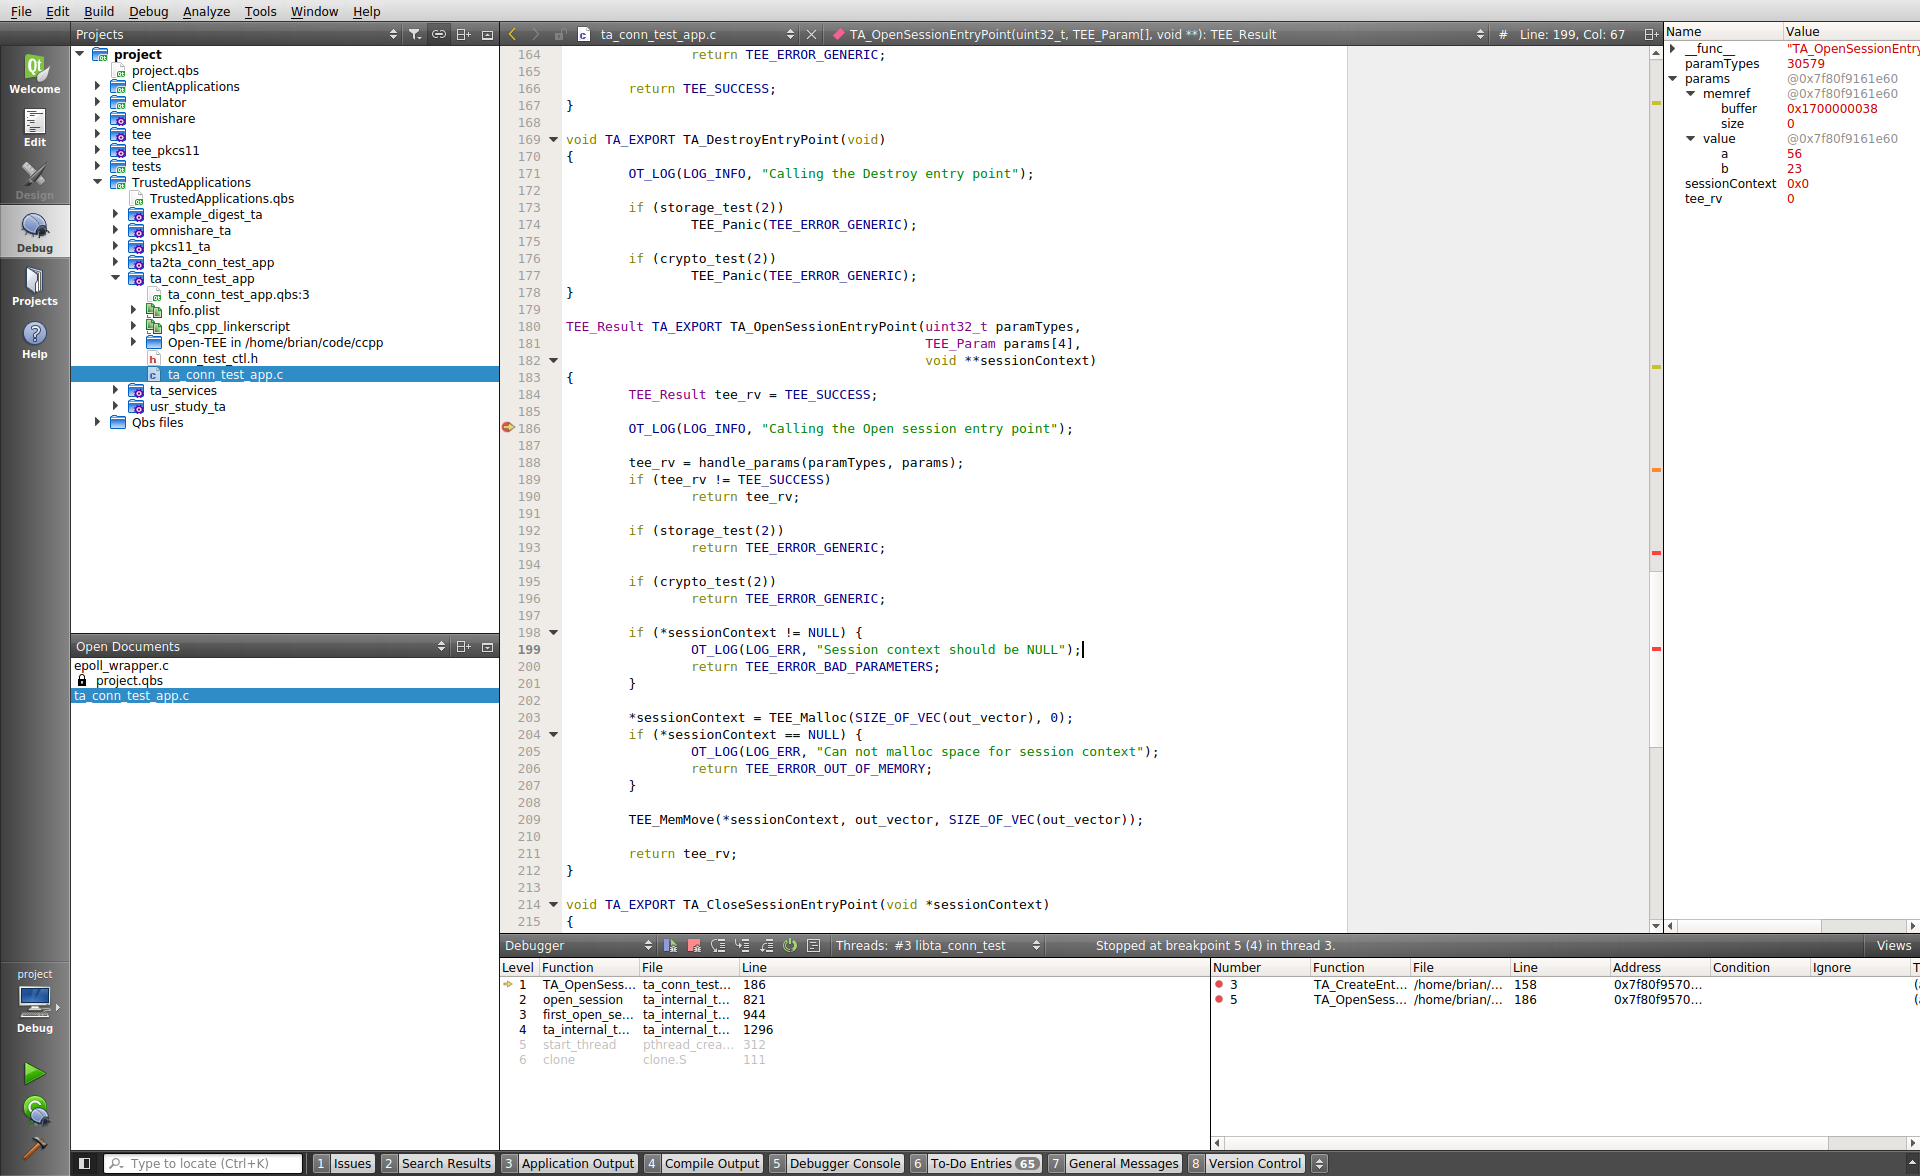 File Edit Build Debug Analyze Tools Window Help
Projects
Welcome
Edit
Design
Debug
Projects
Help
project
project.qbs
ClientApplications
emulator
omnishare
tee
tee_pkcs11
tests
TrustedApplications
TrustedApplications.qbs
example_digest_ta
omnishare_ta
pkcs11_ta
ta2ta_conn_test_app
ta_conn_test_app
ta_conn_test_app.qbs:3
Info.plist
qbs_cpp_linkerscript
Open-TEE in /home/brian/code/ccpp
conn_test_ctl.h
ta_conn_test_app.c
ta_services
usr_study_ta
Qbs files
Open Documents
epoll_wrapper.c
project.qbs
ta_conn_test_app.c
ta_conn_test_app.c TA_OpenSessionEntryPoint(uint32_t, TEE_Param[], void **): TEE_Result # Line: 199, Col: 67
164 return TEE_ERROR_GENERIC;
165
166 return TEE_SUCCESS;
167 }
168
169 void TA_EXPORT TA_DestroyEntryPoint(void)
170 {
171 OT_LOG(LOG_INFO, "Calling the Destroy entry point");
172
173 if (storage_test(2))
174 TEE_Panic(TEE_ERROR_GENERIC);
175
176 if (crypto_test(2))
177 TEE_Panic(TEE_ERROR_GENERIC);
178 }
179
180 TEE_Result TA_EXPORT TA_OpenSessionEntryPoint(uint32_t paramTypes,
181 TEE_Param params[4],
182 void **sessionContext)
183 {
184 TEE_Result tee_rv = TEE_SUCCESS;
185
186 OT_LOG(LOG_INFO, "Calling the Open session entry point");
187
188 tee_rv = handle_params(paramTypes, params);
189 if (tee_rv != TEE_SUCCESS)
190 return tee_rv;
191
192 if (storage_test(2))
193 return TEE_ERROR_GENERIC;
194
195 if (crypto_test(2))
196 return TEE_ERROR_GENERIC;
197
198 if (*sessionContext != NULL) {
199 OT_LOG(LOG_ERR, "Session context should be NULL");
200 return TEE_ERROR_BAD_PARAMETERS;
201 }
202
203 *sessionContext = TEE_Malloc(SIZE_OF_VEC(out_vector), 0);
204 if (*sessionContext == NULL) {
205 OT_LOG(LOG_ERR, "Can not malloc space for session context");
206 return TEE_ERROR_OUT_OF_MEMORY;
207 }
208
209 TEE_MemMove(*sessionContext, out_vector, SIZE_OF_VEC(out_vector));
210
211 return tee_rv;
212 }
213
214 void TA_EXPORT TA_CloseSessionEntryPoint(void *sessionContext)
215 {
Name Value
__func__ "TA_OpenSessionEntry
paramTypes 30579
params @0x7f80f9161e60
memref @0x7f80f9161e60
buffer 0x1700000038
size 0
value @0x7f80f9161e60
a 56
b 23
sessionContext 0x0
tee_rv 0
Debugger Threads: #3 libta_conn_test Stopped at breakpoint 5 (4) in thread 3. Views
Level Function File Line
1 TA_OpenSess... ta_conn_test... 186
2 open_session ta_internal_t... 821
3 first_open_se... ta_internal_t... 944
4 ta_internal_t... ta_internal_t... 1296
5 start_thread pthread_crea... 312
6 clone clone.S 111
Number Function File Line Address Condition Ignore T
3 TA_CreateEnt... /home/brian/... 158 0x7f80f9570... (
5 TA_OpenSess... /home/brian/... 186 0x7f80f9570... (
project
Debug
Type to locate (Ctrl+K) 1 Issues 2 Search Results 3 Application Output 4 Compile Output 5 Debugger Console 6 To-Do Entries 65 7 General Messages 8 Version Control